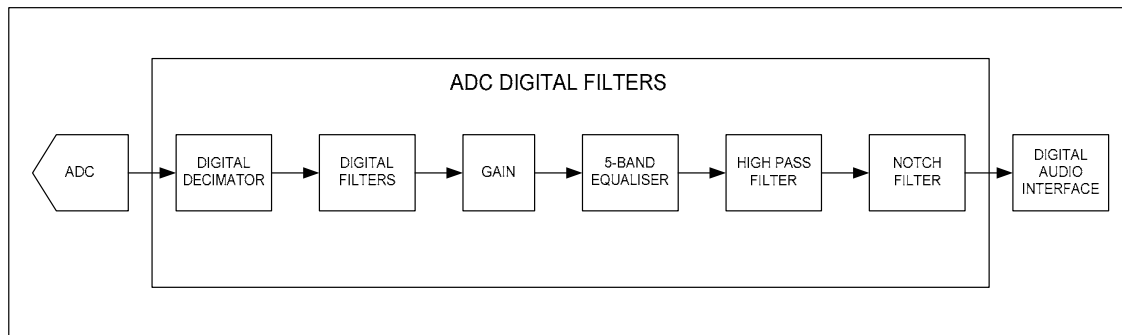 ADC DIGITAL FILTERS
ADC
DIGITAL
DECIMATOR
DIGITAL
FILTERS
GAIN
5-BAND
EQUALISER
HIGH PASS
FILTER
NOTCH
FILTER
DIGITAL
AUDIO
INTERFACE